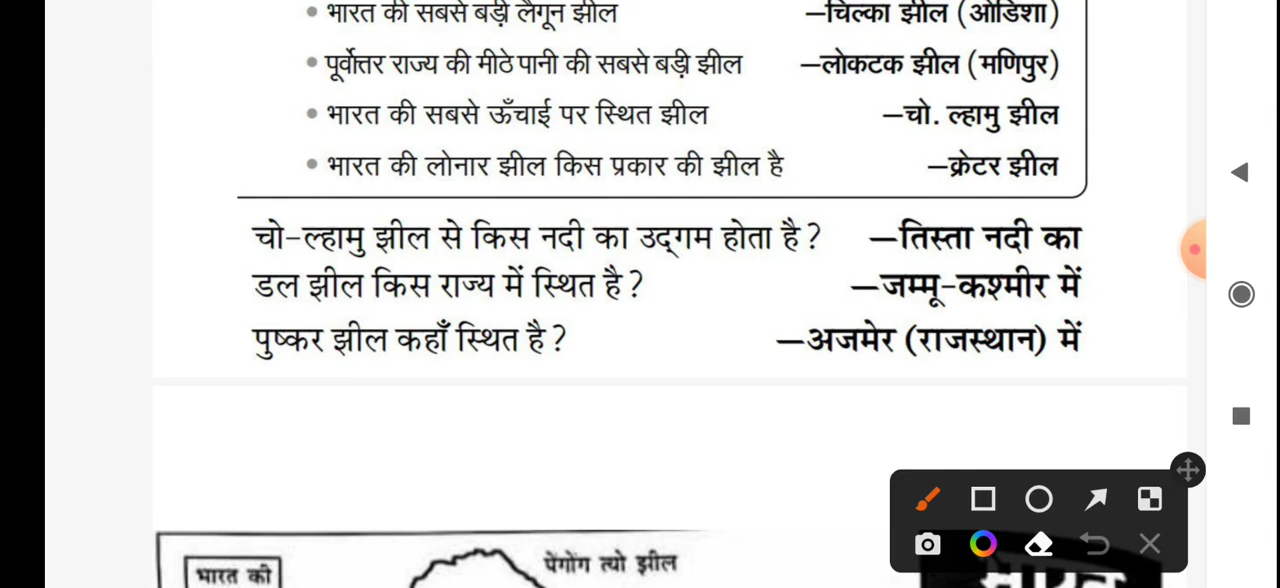 • भारत की सबसे बड़ी लैगून झील –चिल्का झील (ओडिशा)
• पूर्वोत्तर राज्य की मीठे पानी की सबसे बड़ी झील –लोकटक झील (मणिपुर)
• भारत की सबसे ऊँचाई पर स्थित झील –चो. ल्हामु झील
• भारत की लोनार झील किस प्रकार की झील है –क्रेटर झील
चो-ल्हामु झील से किस नदी का उद्गम होता है? –तिस्ता नदी का
डल झील किस राज्य में स्थित है? –जम्मू-कश्मीर में
पुष्कर झील कहाँ स्थित है? –अजमेर (राजस्थान) में
पेंगोंग त्यो झील
भारत की